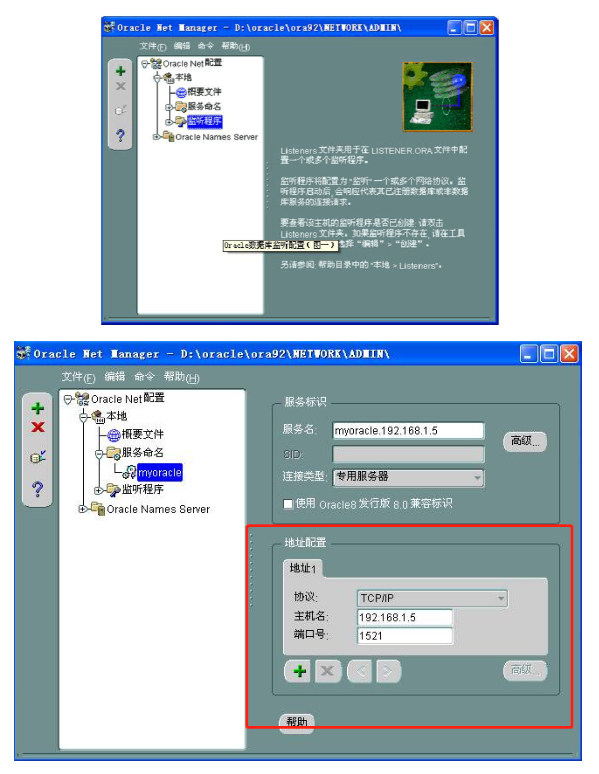 Oracle Net Manager - D:\oracle\ora92\NETWORK\ADMIN\
文件(F) 编辑 命令 帮助(H)
Oracle Net 配置
本地
概要文件
服务命名
监听程序
Oracle Names Server
Listeners 文件夹用于在 LISTENER.ORA 文件中配
置一个或多个监听程序。
监听程序将配置为“监听”一个或多个网络协议。监
听程序启动后, 会响应代表其已注册数据库或非数据
库服务的连接请求。
要查看该主机的监听程序是否已创建, 请双击
Listeners 文件夹。如果监听程序不存在, 请在工具
选择 “编辑” > “创建” 。
Oracle数据库监听配置(图一)
另请参阅: 帮助目录中的 “本地 > Listeners”。
Oracle Net Manager - D:\oracle\ora92\NETWORK\ADMIN\
文件(F) 编辑 命令 帮助(H)
Oracle Net 配置
本地
概要文件
服务命名
myoracle
监听程序
Oracle Names Server
服务标识
服务名: myoracle.192.168.1.5
高级...
SID:
连接类型: 专用服务器
使用 Oracle8 发行版 8.0 兼容标识
地址配置
地址1
协议: TCP/IP
主机名: 192.168.1.5
端口号: 1521
高级...
帮助